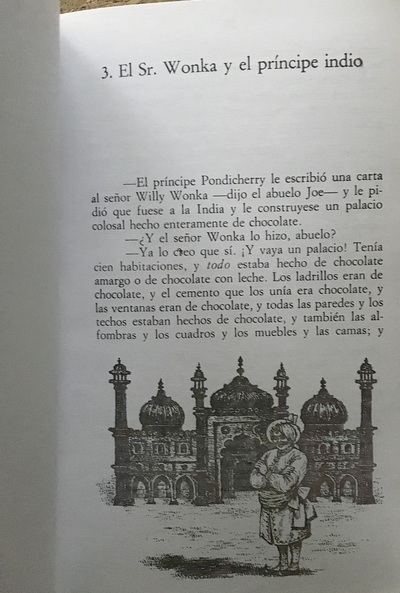 3. El Sr. Wonka y el príncipe indio
—El príncipe Pondicherry le escribió una carta
al señor Willy Wonka —dijo el abuelo Joe— y le pi-
dió que fuese a la India y le construyese un palacio
colosal hecho enteramente de chocolate.
—¿Y el señor Wonka lo hizo, abuelo?
—Ya lo creo que sí. ¡Y vaya un palacio! Tenía
cien habitaciones, y todo estaba hecho de chocolate
amargo o de chocolate con leche. Los ladrillos eran de
chocolate, y el cemento que los unía era chocolate, y
las ventanas eran de chocolate, y todas las paredes y los
techos estaban hechos de chocolate, y también las al-
fombras y los cuadros y los muebles y las camas; y